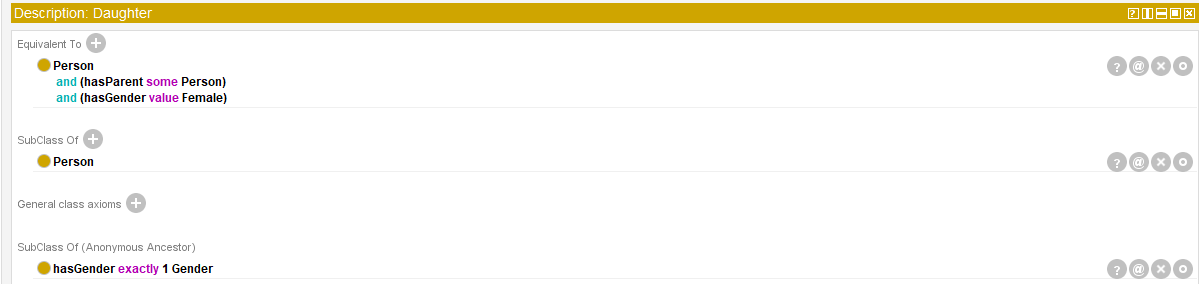 Description: Daughter
Equivalent To
Person
and (hasParent some Person)
and (hasGender value Female)
SubClass Of
Person
General class axioms
SubClass Of (Anonymous Ancestor)
hasGender exactly 1 Gender